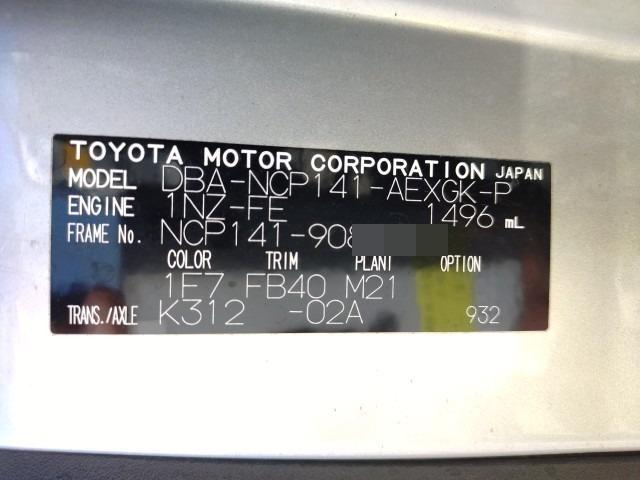 TOYOTA MOTOR CORPORATION JAPAN
MODEL DBA-NCP141-AEXGK-P
ENGINE 1NZ-FE 1496 mL
FRAME No. NCP141-908
COLOR TRIM PLANT OPTION
1E7 FB40 M21
TRANS./AXLE K312 -02A 932